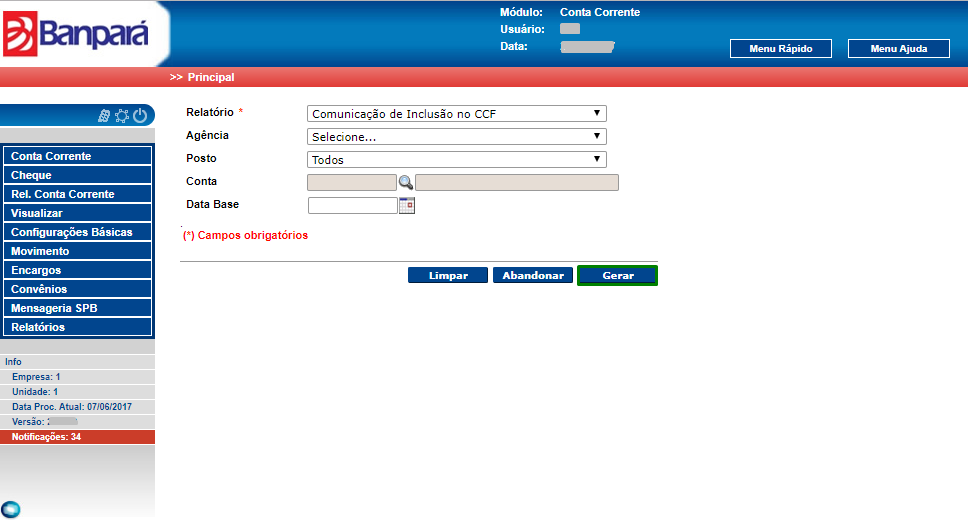 Banpará
Módulo: Conta Corrente
Usuário:
Data:
Menu Rápido Menu Ajuda
>> Principal
Relatório * Comunicação de Inclusão no CCF
Agência Selecione...
Posto Todos
Conta
Data Base
(*) Campos obrigatórios
Limpar Abandonar Gerar
Conta Corrente
Cheque
Rel. Conta Corrente
Visualizar
Configurações Básicas
Movimento
Encargos
Convênios
Mensageria SPB
Relatórios
Info
Empresa: 1
Unidade: 1
Data Proc. Atual: 07/06/2017
Versão:
Notificações: 34